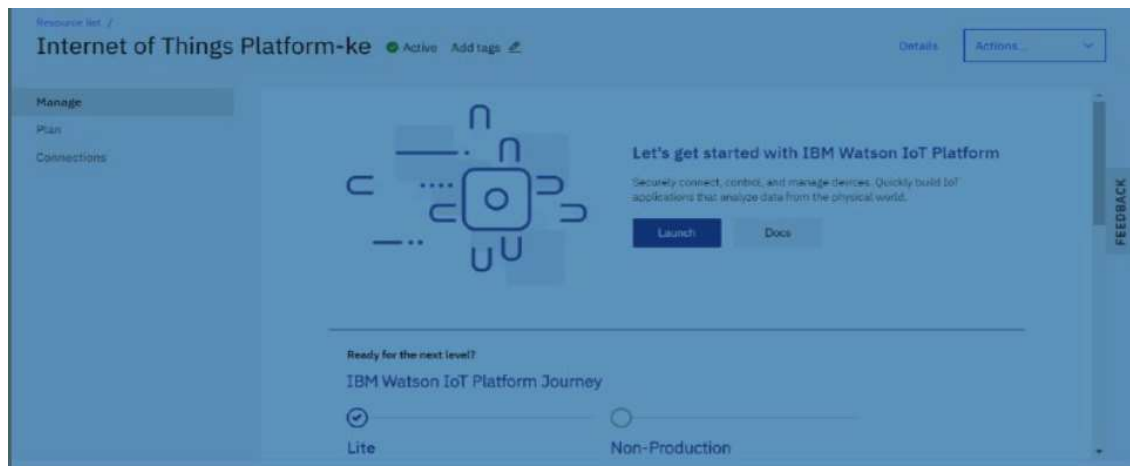 Resource list /
Internet of Things Platform-ke Active Add tags
Details Actions...
Manage
Plan
Connections
Let's get started with IBM Watson IoT Platform
Securely connect, control, and manage devices. Quickly build IoT
applications that analyze data from the physical world.
Launch Docs
FEEDBACK
Ready for the next level?
IBM Watson IoT Platform Journey
Lite Non-Production